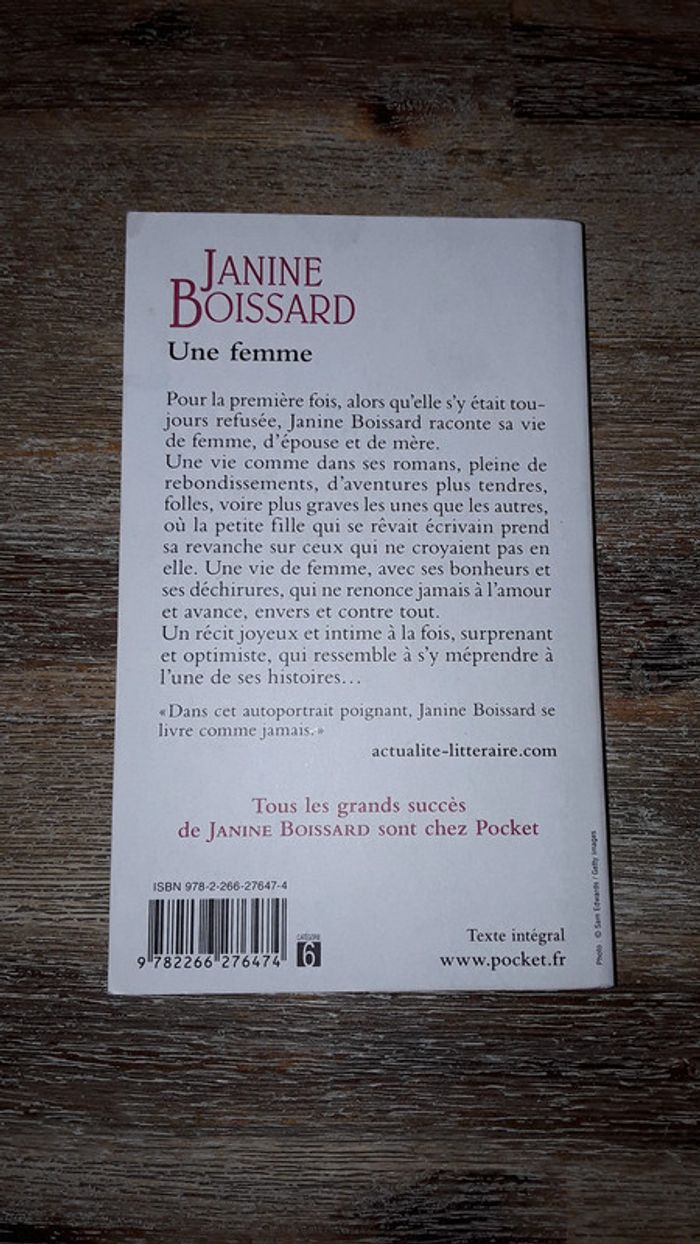 JANINE
BOISSARD
Une femme
Pour la première fois, alors qu'elle s'y était tou-
jours refusée, Janine Boissard raconte sa vie
de femme, d'épouse et de mère.
Une vie comme dans ses romans, pleine de
rebondissements, d'aventures plus tendres,
folles, voire plus graves les unes que les autres,
où la petite fille qui se rêvait écrivain prend
sa revanche sur ceux qui ne croyaient pas en
elle. Une vie de femme, avec ses bonheurs et
ses déchirures, qui ne renonce jamais à l'amour
et avance, envers et contre tout.
Un récit joyeux et intime à la fois, surprenant
et optimiste, qui ressemble à s'y méprendre à
l'une de ses histoires…
«Dans cet autoportrait poignant, Janine Boissard se
livre comme jamais.»
actualite-litteraire.com
Tous les grands succès
de JANINE BOISSARD sont chez Pocket
ISBN 978-2-266-27647-4
9 782266 276474
CATÉGORIE
6
Texte intégral
www.pocket.fr
Photo : © Sam Edwards / Getty images